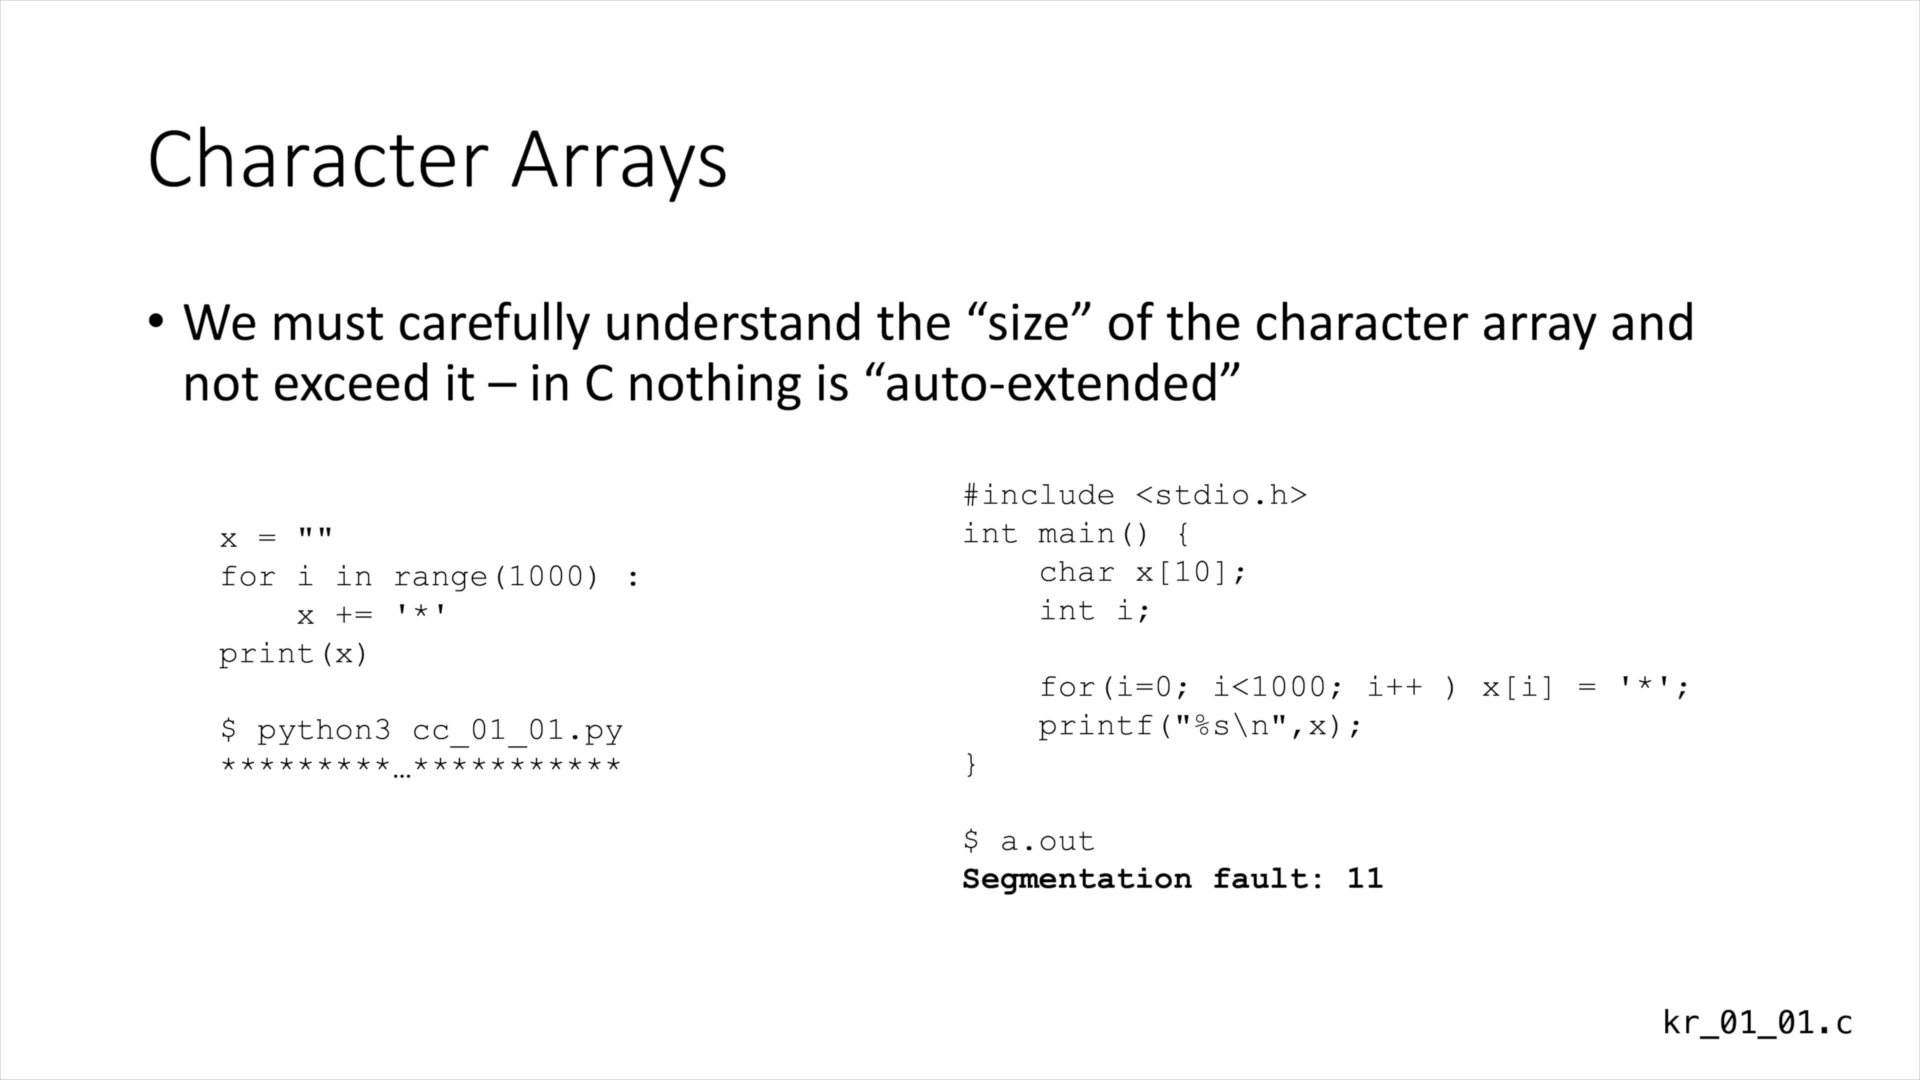 Character Arrays
• We must carefully understand the “size” of the character array and
not exceed it – in C nothing is “auto-extended”
x = ""
for i in range(1000) :
    x += '*'
print(x)
$ python3 cc_01_01.py
*********…***********
#include <stdio.h>
int main() {
    char x[10];
    int i;
    for(i=0; i<1000; i++ ) x[i] = '*';
    printf("%s\n",x);
}
$ a.out
Segmentation fault: 11
kr_01_01.c